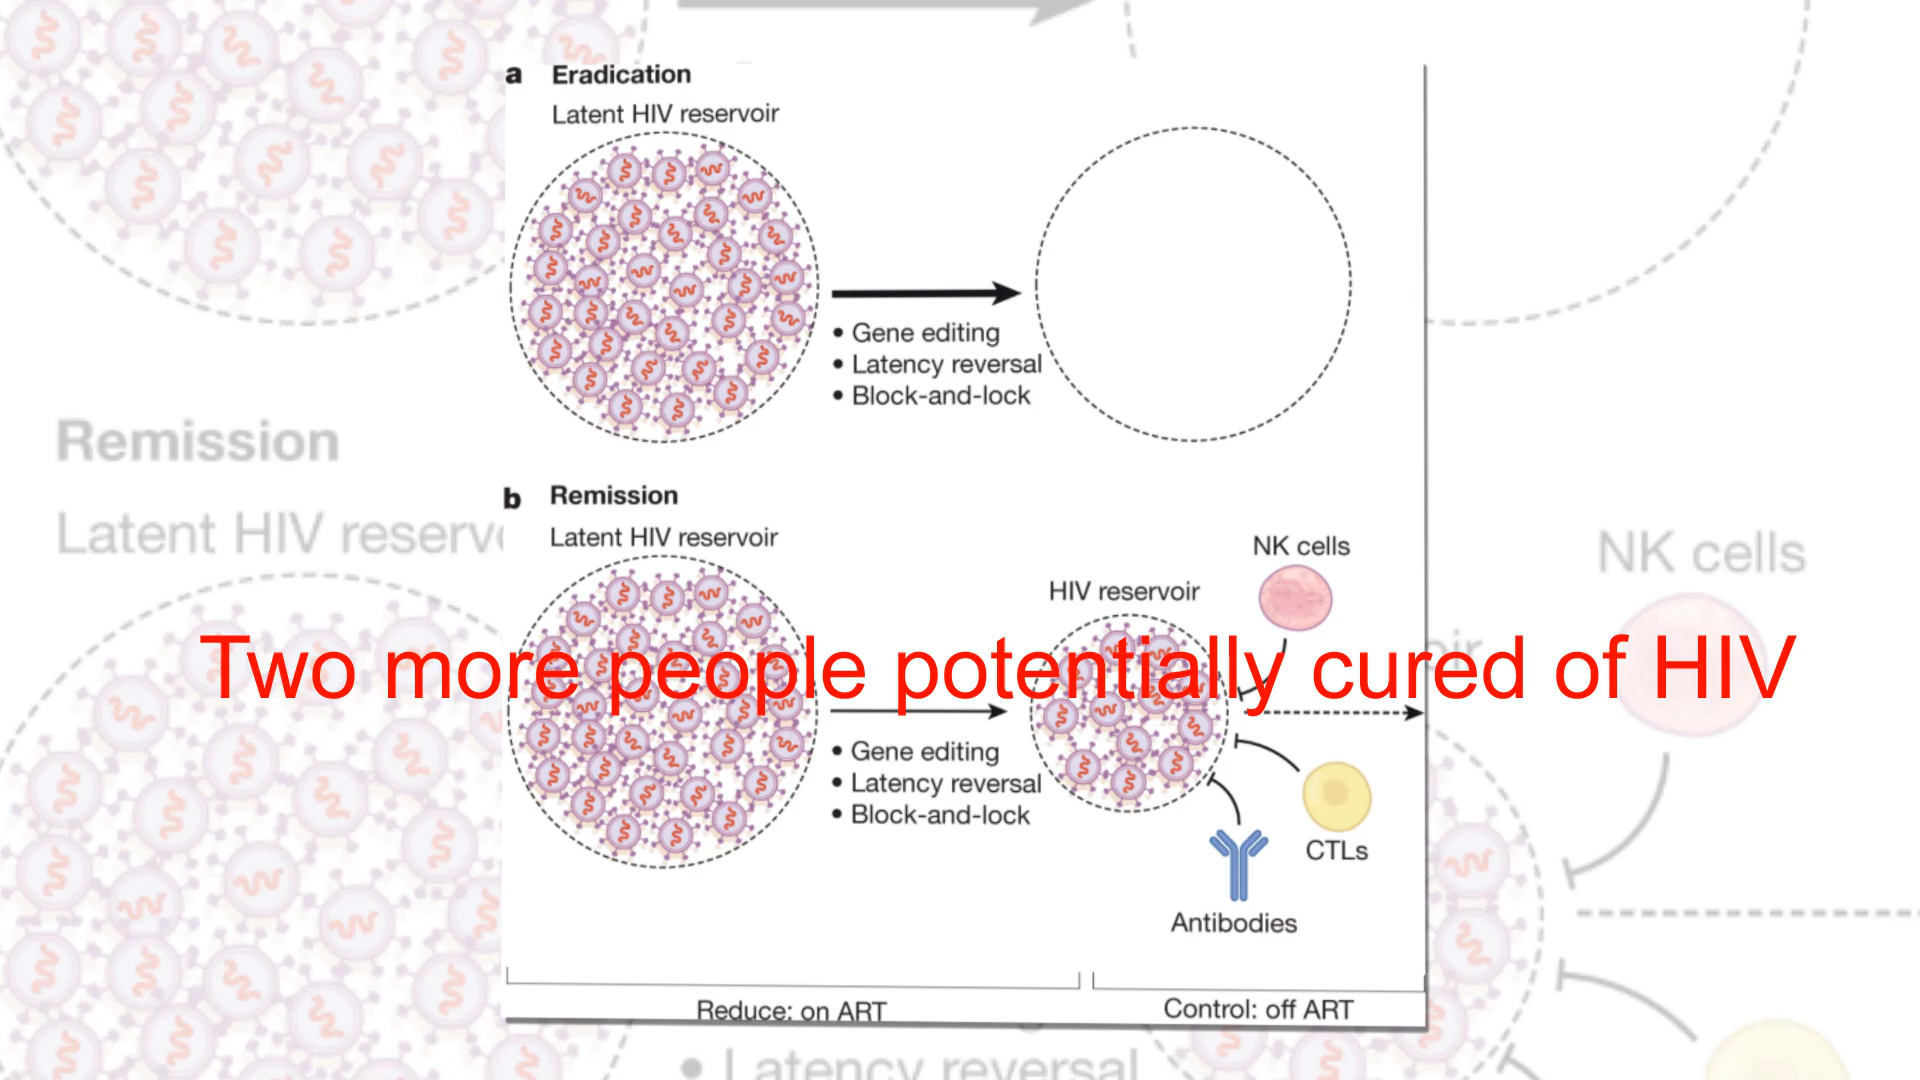 a Eradication
Latent HIV reservoir
• Gene editing
• Latency reversal
• Block-and-lock
b Remission
Latent HIV reservoir
NK cells
HIV reservoir
Two more people potentially cured of HIV
• Gene editing
• Latency reversal
• Block-and-lock
CTLs
Antibodies
Reduce: on ART
Control: off ART
Remission
Latent HIV
NK cells
• Latency reversal